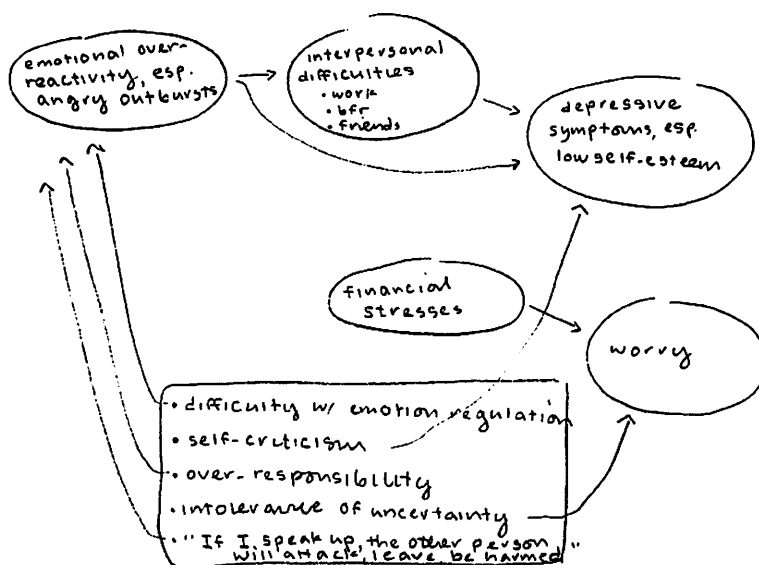 emotional over-
reactivity, esp.
angry outbursts
interpersonal
difficulties
• work
• bfr
• friends
depressive
symptoms, esp.
low self-esteem
financial
stresses
worry
• difficulty w/ emotion regulation
• self-criticism
• over-responsibility
• intolerance of uncertainty
• "If I speak up, the other person
will attack, leave, be harmed"